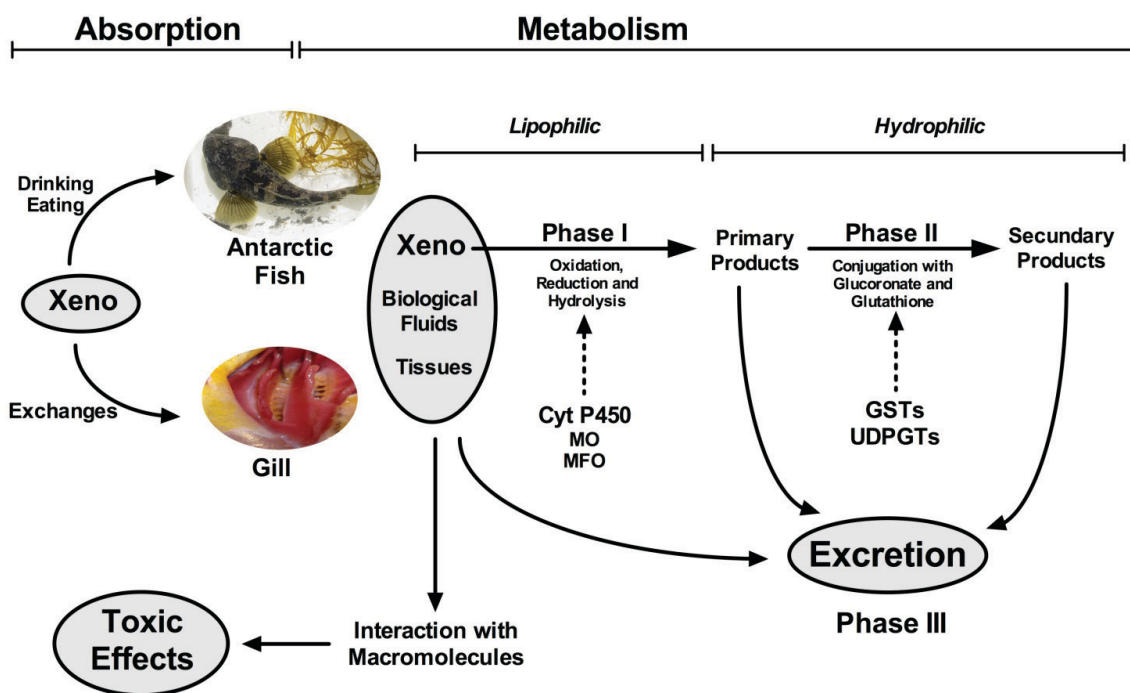 Absorption
Metabolism
Lipophilic
Hydrophilic
Drinking
Eating
Antarctic
Fish
Xeno
Exchanges
Gill
Xeno
Biological
Fluids
Tissues
Phase I
Oxidation,
Reduction and
Hydrolysis
Cyt P450
MO
MFO
Primary
Products
Phase II
Conjugation with
Glucoronate and
Glutathione
GSTs
UDPGTs
Secundary
Products
Excretion
Phase III
Interaction with
Macromolecules
Toxic
Effects